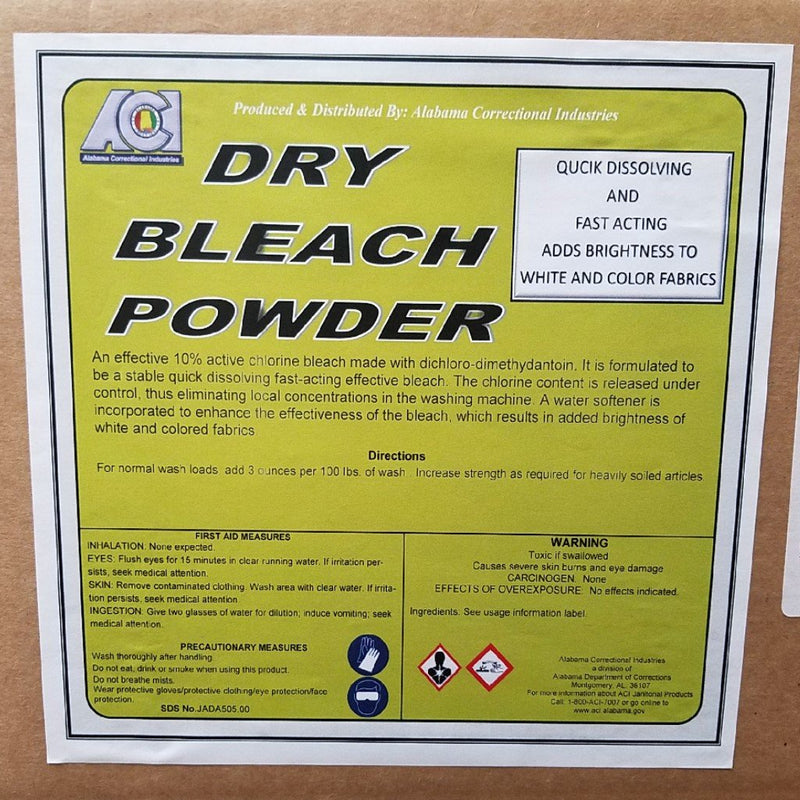 ACI
Alabama Correctional Industries
Produced & Distributed By: Alabama Correctional Industries
DRY
BLEACH
POWDER
QUCIK DISSOLVING
AND
FAST ACTING
ADDS BRIGHTNESS TO
WHITE AND COLOR FABRICS
An effective 10% active chlorine bleach made with dichloro-dimethydantoin. It is formulated to
be a stable quick dissolving fast-acting effective bleach. The chlorine content is released under
control, thus eliminating local concentrations in the washing machine. A water softener is
incorporated to enhance the effectiveness of the bleach, which results in added brightness of
white and colored fabrics
Directions
For normal wash loads, add 3 ounces per 100 lbs. of wash. Increase strength as required for heavily soiled articles.
FIRST AID MEASURES
INHALATION: None expected.
EYES: Flush eyes for 15 minutes in clear running water. If irritation per-
sists, seek medical attention.
SKIN: Remove contaminated clothing. Wash area with clear water. If irrita-
tion persists, seek medical attention.
INGESTION: Give two glasses of water for dilution; induce vomiting; seek
medical attention.
PRECAUTIONARY MEASURES
Wash thoroughly after handling.
Do not eat, drink or smoke when using this product.
Do not breathe mists.
Wear protective gloves/protective clothing/eye protection/face
protection.
SDS No.JADA505.00
WARNING
Toxic if swallowed
Causes severe skin burns and eye damage
CARCINOGEN: None
EFFECTS OF OVEREXPOSURE: No effects indicated.
Ingredients: See usage information label.
Alabama Correctional Industries
a division of
Alabama Department of Corrections
Montgomery, AL. 36107
For more information about ACI Janitorial Products
Call: 1-800-ACI-7007 or go online to
www.aci.alabama.gov